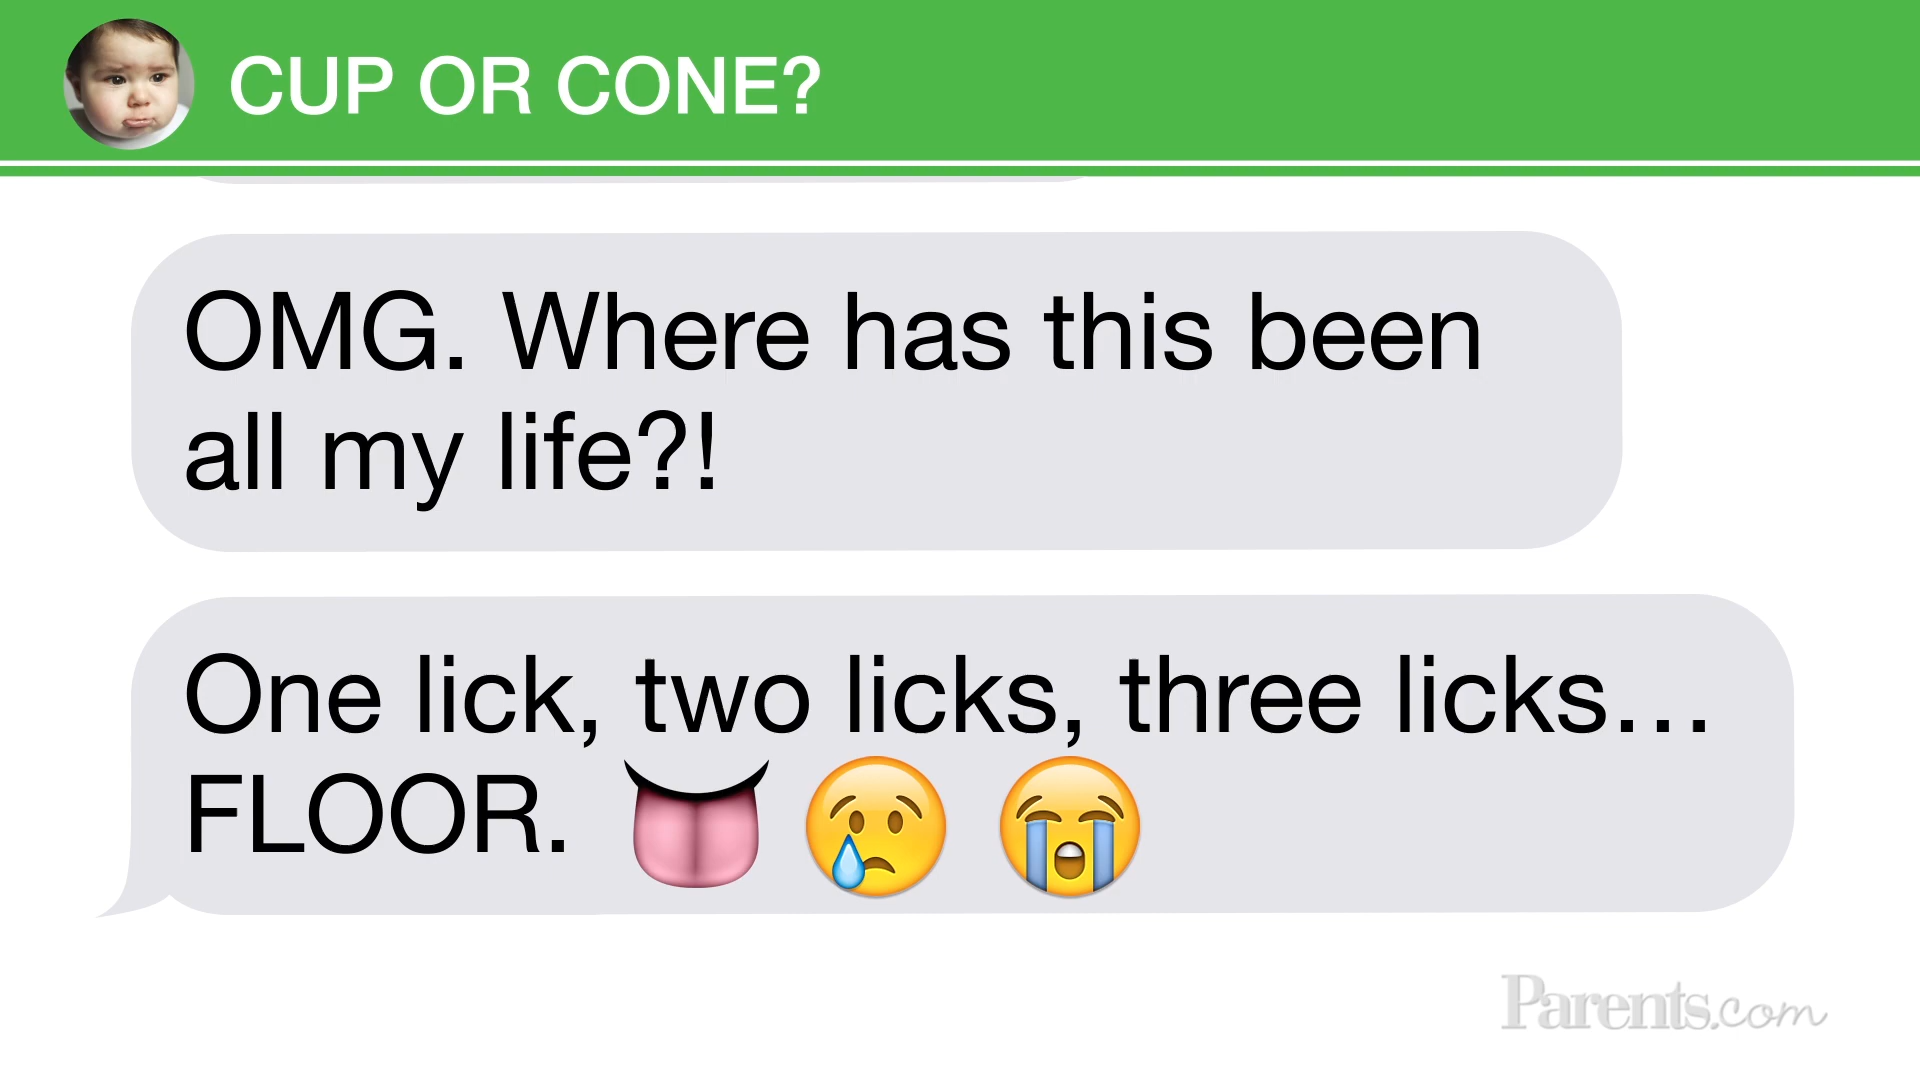 CUP OR CONE?
OMG. Where has this been
all my life?!
One lick, two licks, three licks…
FLOOR. 👅 😢 😭
Parents.com